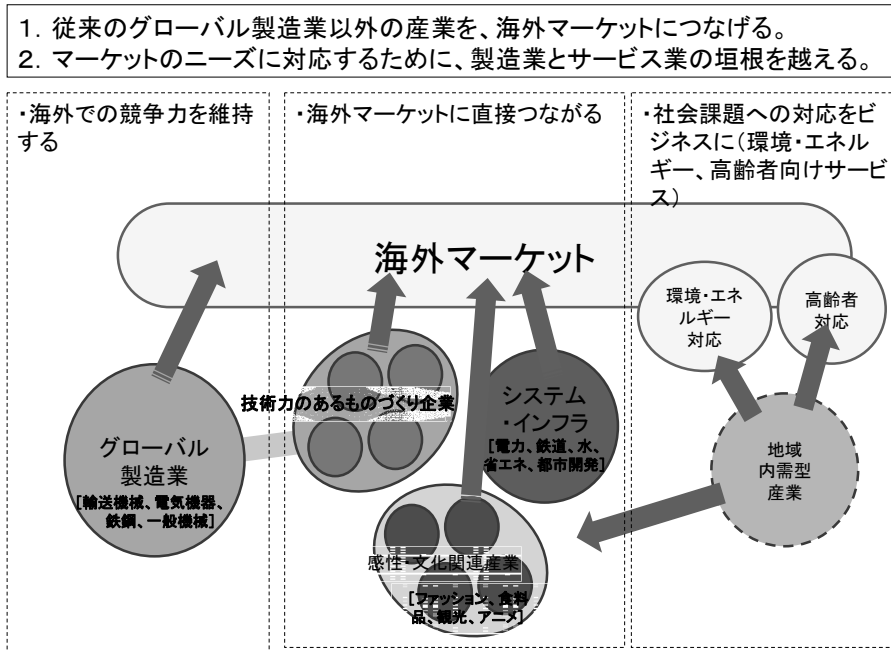 1．従来のグローバル製造業以外の産業を、海外マーケットにつなげる。
2．マーケットのニーズに対応するために、製造業とサービス業の垣根を越える。
・海外での競争力を維持
する
・海外マーケットに直接つながる
・社会課題への対応をビ
ジネスに（環境・エネル
ギー、高齢者向けサービ
ス）
海外マーケット
環境・エネ
ルギー
対応
高齢者
対応
技術力のあるものづくり企業
グローバル
製造業
［輸送機械、電気機器、
鉄鋼、一般機械］
システム
・インフラ
［電力、鉄道、水、
省エネ、都市開発］
地域
内需型
産業
感性・文化関連産業
［ファッション、食料
品、観光、アニメ］